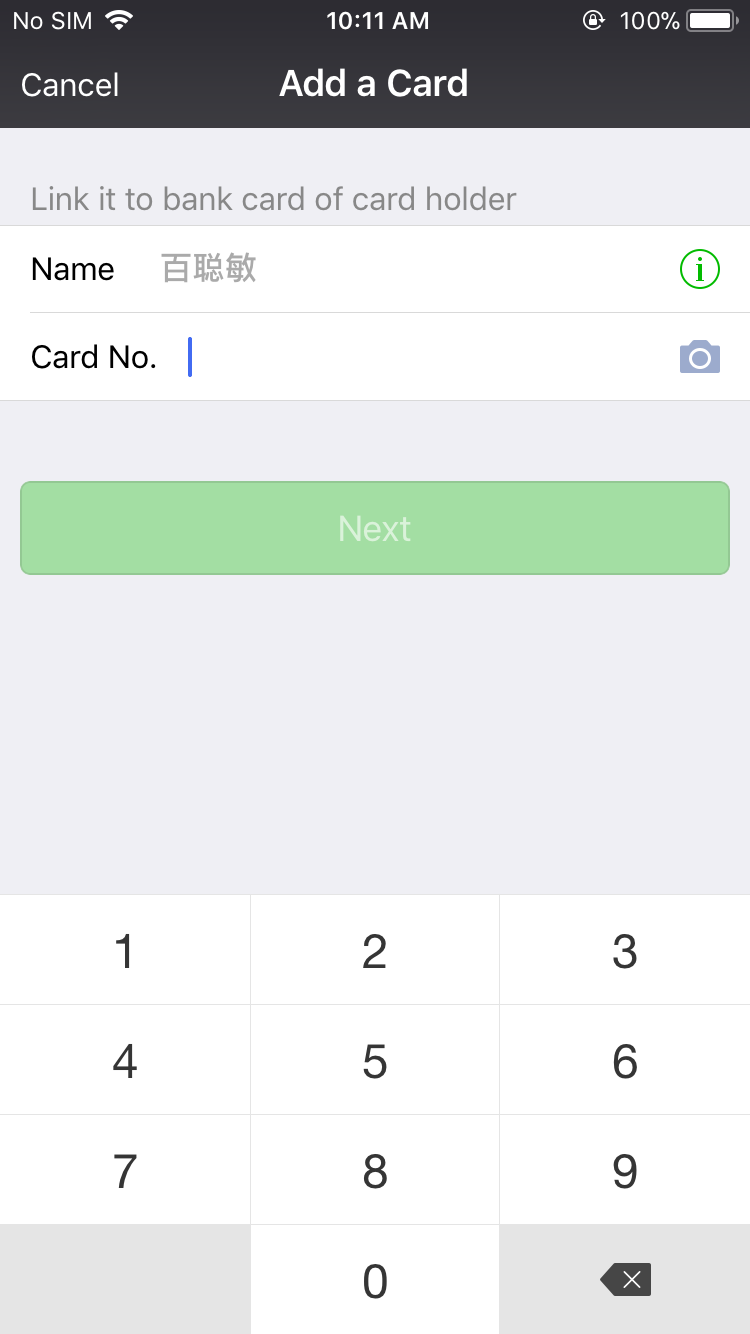 No SIM 10:11 AM 100%
Cancel Add a Card
Link it to bank card of card holder
Name 百聪敏
Card No.
Next
1 2 3
4 5 6
7 8 9
0